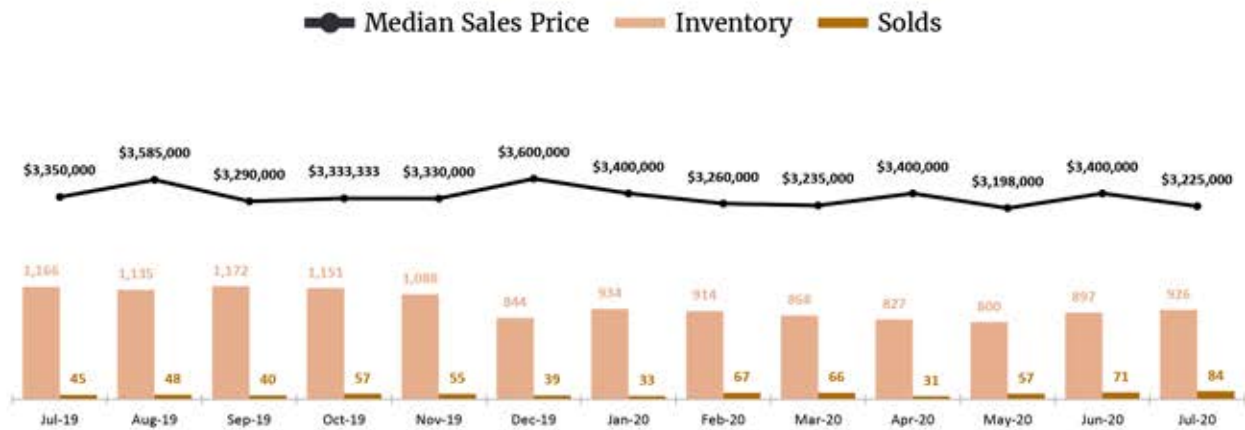 Median Sales Price Inventory Solds
$3,350,000 $3,585,000 $3,290,000 $3,333,333 $3,330,000 $3,600,000 $3,400,000 $3,260,000 $3,235,000 $3,400,000 $3,198,000 $3,400,000 $3,225,000
1,166 1,135 1,172 1,151 1,088 844 934 914 868 827 800 897 926
45 48 40 57 55 39 33 67 66 31 57 71 84
Jul-19 Aug-19 Sep-19 Oct-19 Nov-19 Dec-19 Jan-20 Feb-20 Mar-20 Apr-20 May-20 Jun-20 Jul-20